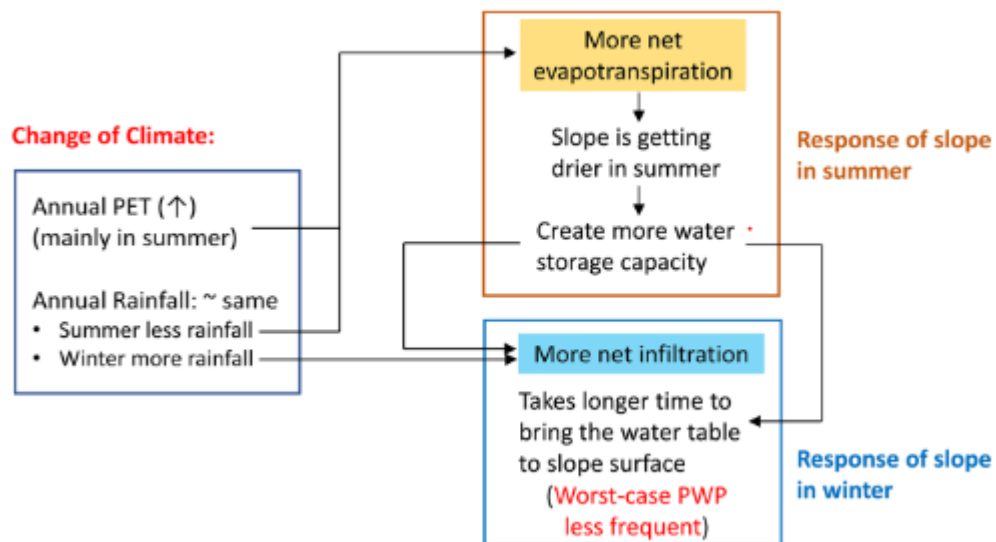 Change of Climate:
Annual PET (↑)
(mainly in summer)
Annual Rainfall: ~ same
• Summer less rainfall
• Winter more rainfall
More net
evapotranspiration
Slope is getting
drier in summer
Create more water
storage capacity
Response of slope
in summer
More net infiltration
Takes longer time to
bring the water table
to slope surface
(Worst-case PWP
less frequent)
Response of slope
in winter